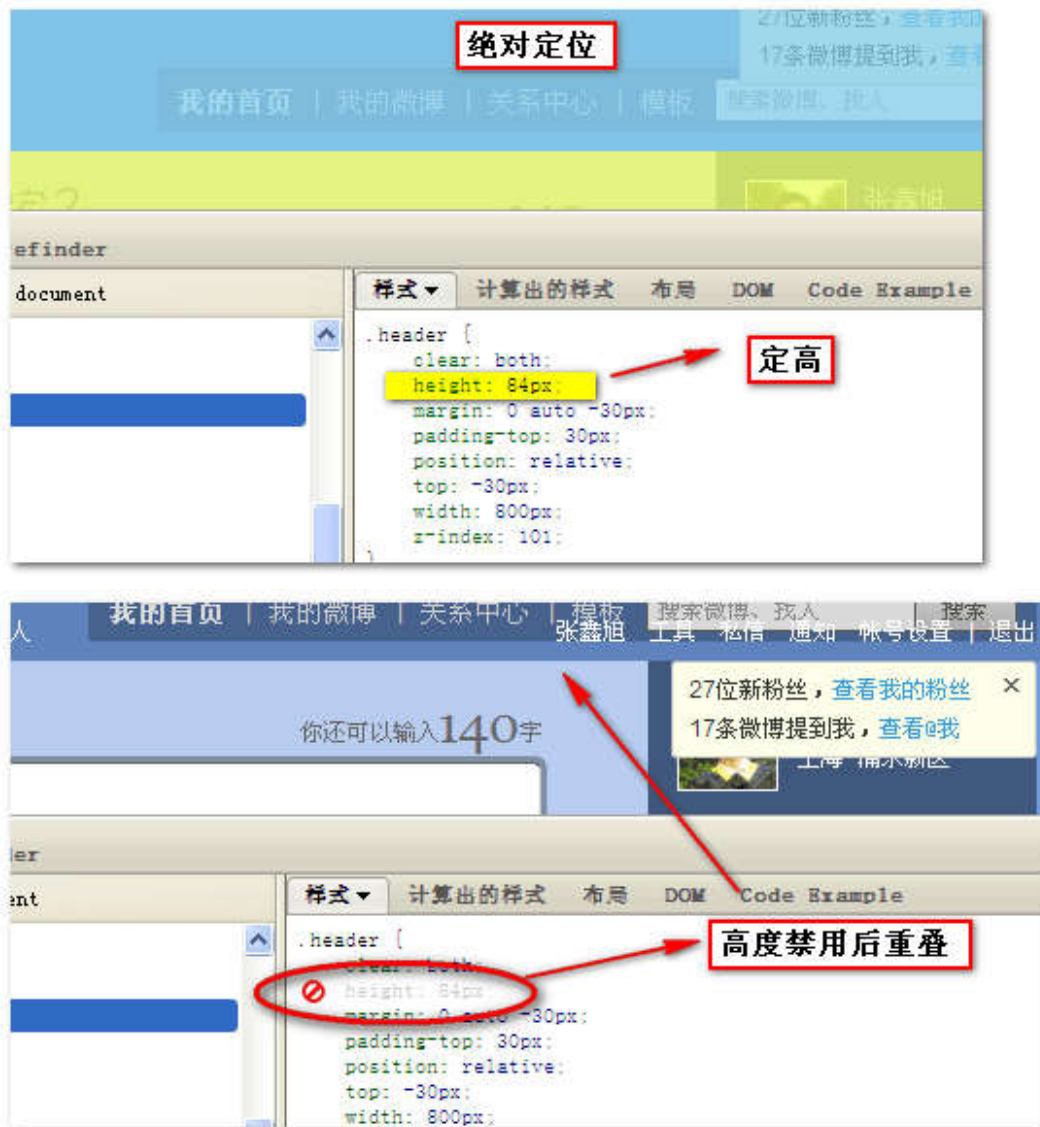 27位新粉丝，查看我的
绝对定位
17条微博提到我，查看
我的首页 | 我的微博 | 关系中心 | 模板 搜索微博、找人
字?
张鑫旭
efinder
document
样式 计算出的样式 布局 DOM Code Example
.header {
clear: both;
height: 84px;
定高
margin: 0 auto -30px;
padding-top: 30px;
position: relative;
top: -30px;
width: 800px;
z-index: 101;
}
我的首页 | 我的微博 | 关系中心 | 模板 搜索微博、找人 搜索
人
张鑫旭 工具 私信 通知 帐号设置 | 退出
27位新粉丝，查看我的粉丝 ×
你还可以输入140字
17条微博提到我，查看@我
上海 浦东新区
der
ent
样式 计算出的样式 布局 DOM Code Example
.header {
高度禁用后重叠
clear: both;
height: 84px;
margin: 0 auto -30px;
padding-top: 30px;
position: relative;
top: -30px;
width: 800px;